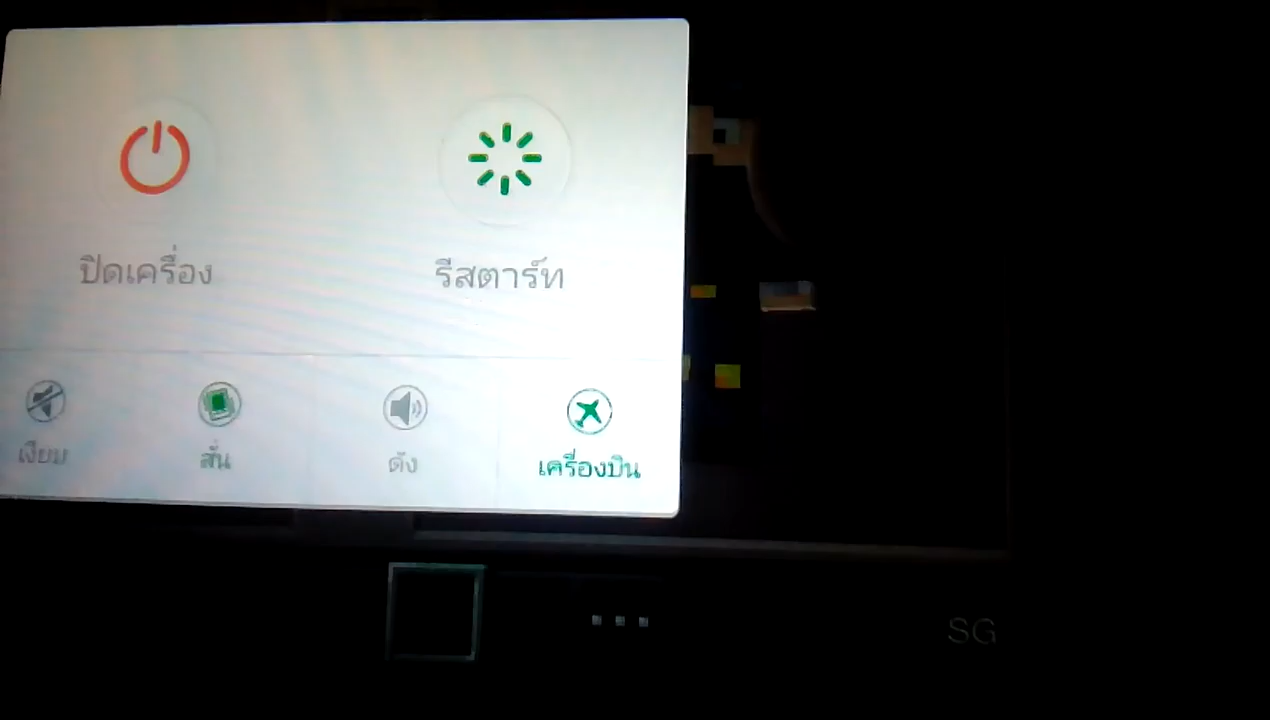 ปิดเครื่อง
รีสตาร์ท
เงียบ
สั่น
ดัง
เครื่องบิน
SG